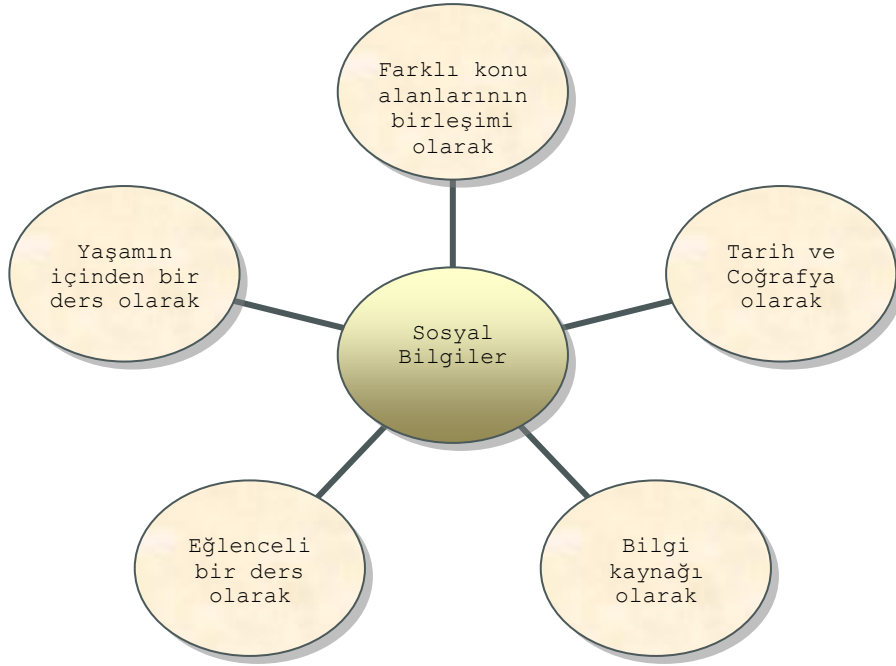 Farklı konu
alanlarının
birleşimi
olarak
Yaşamın
içinden bir
ders olarak
Tarih ve
Coğrafya
olarak
Sosyal
Bilgiler
Eğlenceli
bir ders
olarak
Bilgi
kaynağı
olarak